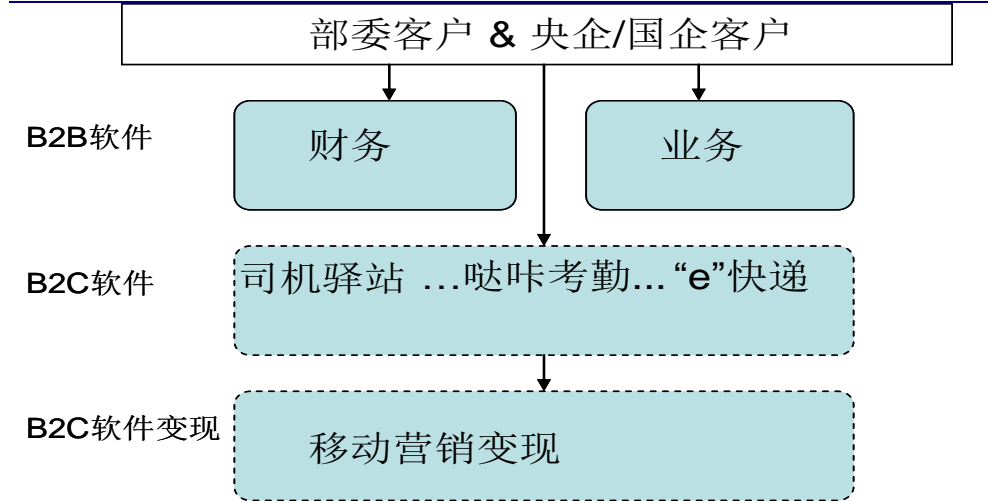 部委客户 & 央企/国企客户
B2B软件
财务
业务
B2C软件
司机驿站 ...哒咔考勤... “e”快递
B2C软件变现
移动营销变现